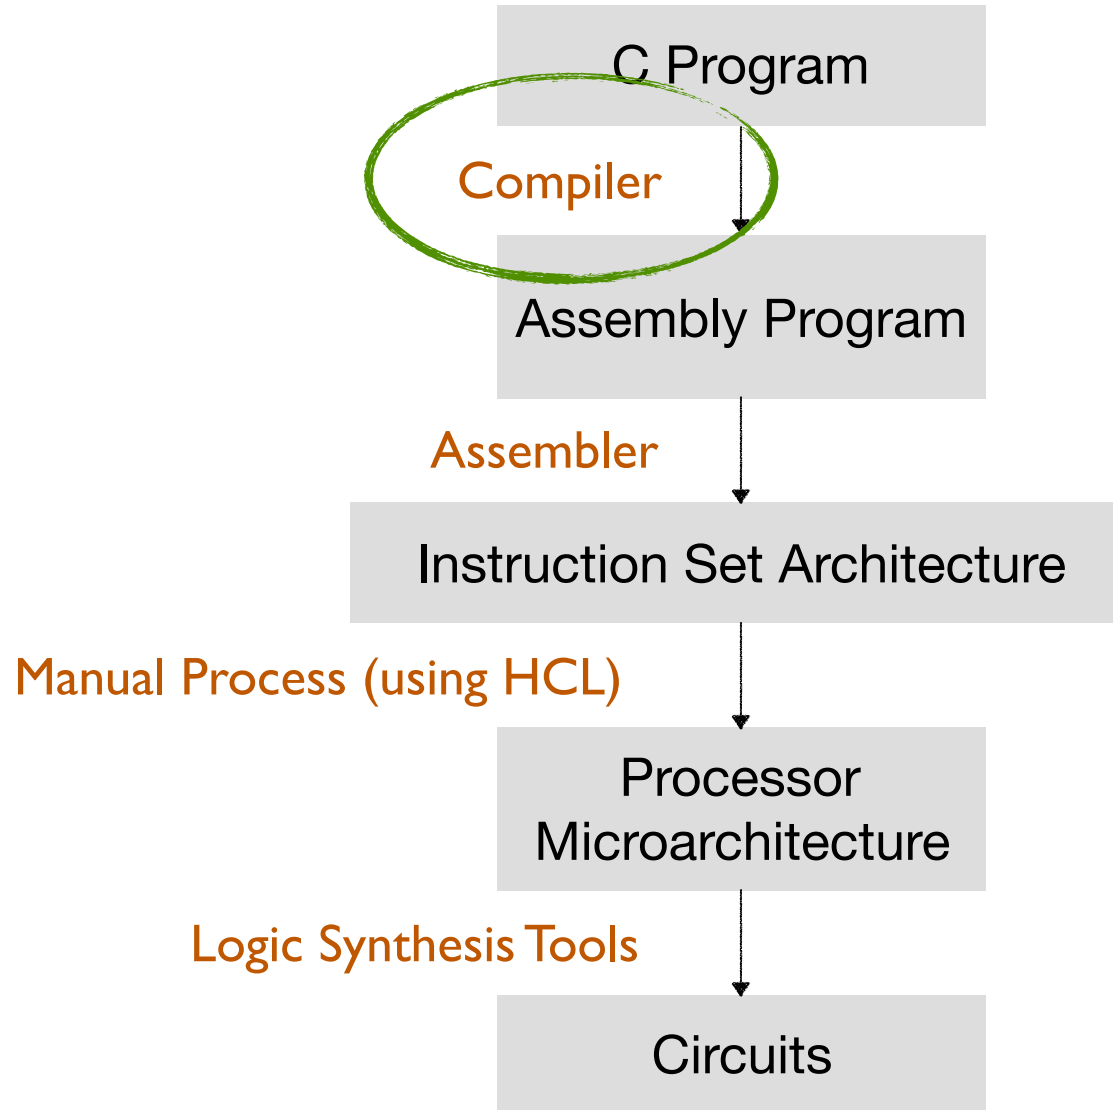 C Program
Compiler
Assembly Program
Assembler
Instruction Set Architecture
Manual Process (using HCL)
Processor
Microarchitecture
Logic Synthesis Tools
Circuits